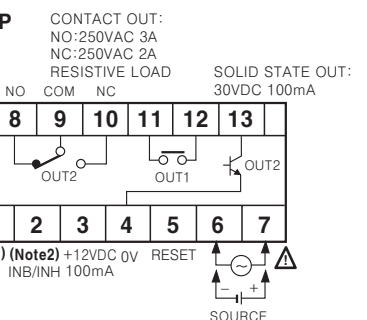 P
CONTACT OUT:
NO:250VAC 3A
NC:250VAC 2A
RESISTIVE LOAD
SOLID STATE OUT:
30VDC 100mA
NO COM NC
8 9 10 11 12 13
OUT2 OUT1 OUT2
2 3 4 5 6 7
) (Note2) +12VDC 0V RESET
INB/INH 100mA
− +
SOURCE